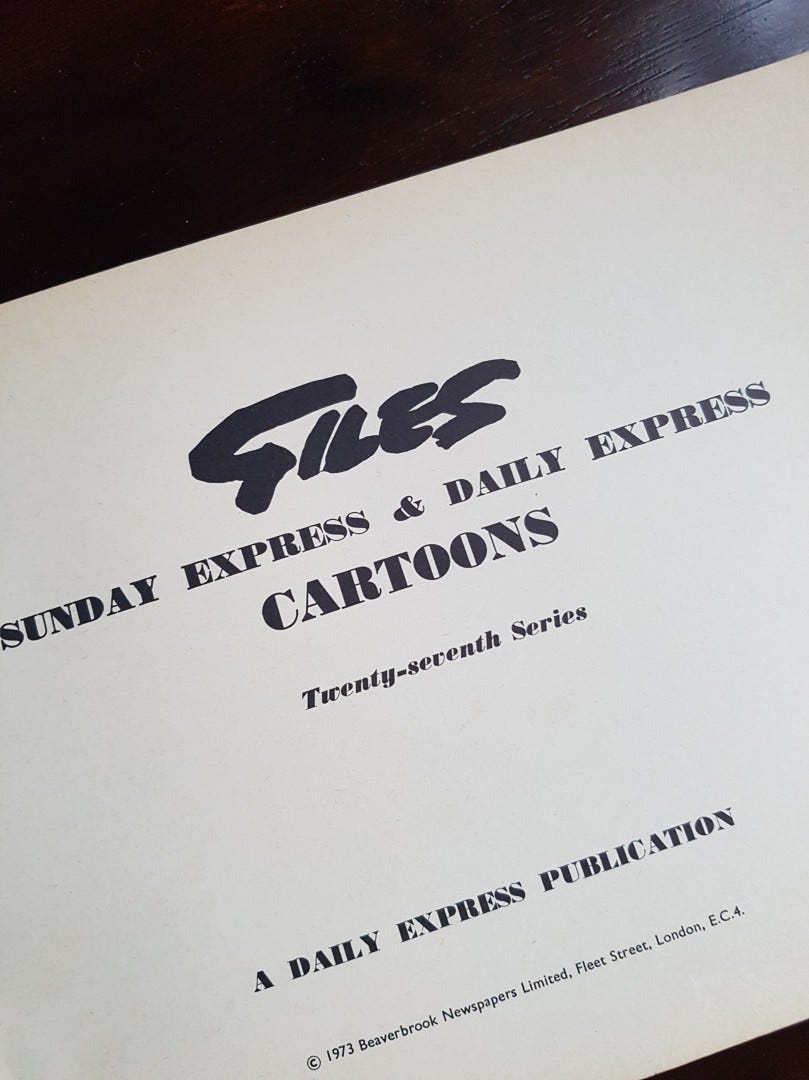 GILES
SUNDAY EXPRESS & DAILY EXPRESS
CARTOONS
Twenty-seventh Series
A DAILY EXPRESS PUBLICATION
© 1973 Beaverbrook Newspapers Limited, Fleet Street, London, E.C.4.